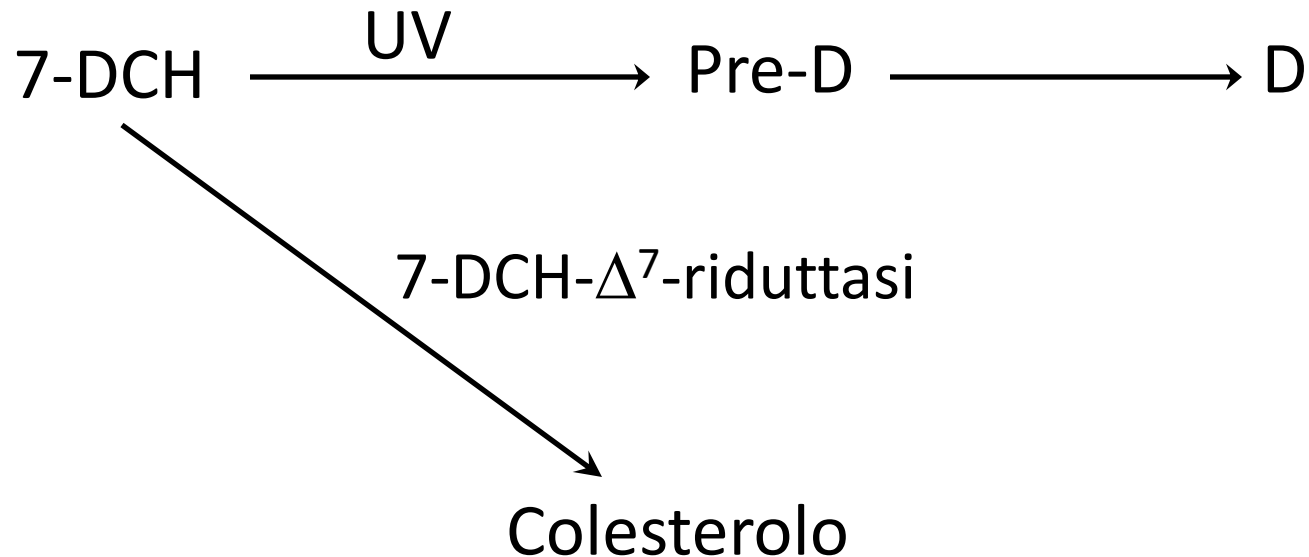 UV
7-DCH Pre-D D
7-DCH-Δ⁷-riduttasi
Colesterolo